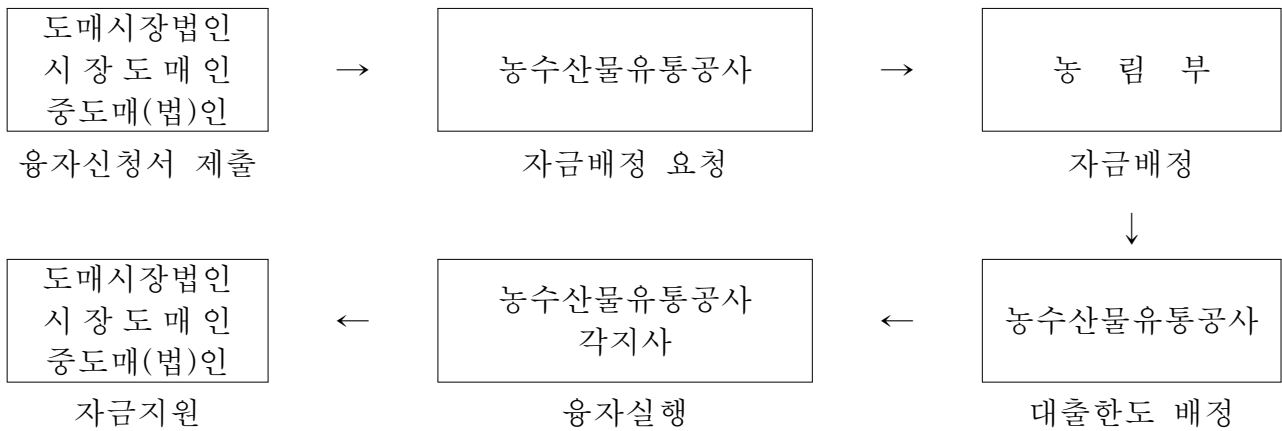 도매시장법인
시 장 도 매 인
중도매(법)인
→
농수산물유통공사
→
농 림 부
융자신청서 제출
자금배정 요청
자금배정
↓
도매시장법인
시 장 도 매 인
중도매(법)인
←
농수산물유통공사
각지사
←
농수산물유통공사
자금지원
융자실행
대출한도 배정